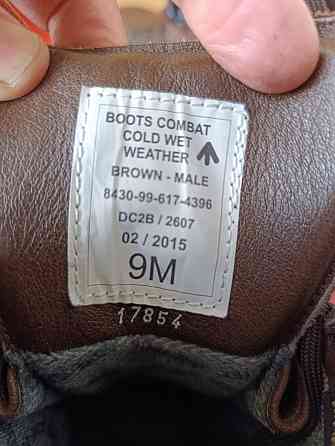 BOOTS COMBAT
COLD WET
WEATHER
BROWN - MALE
8430-99-617-4396
DC2B / 2607
02 / 2015
9M
17854